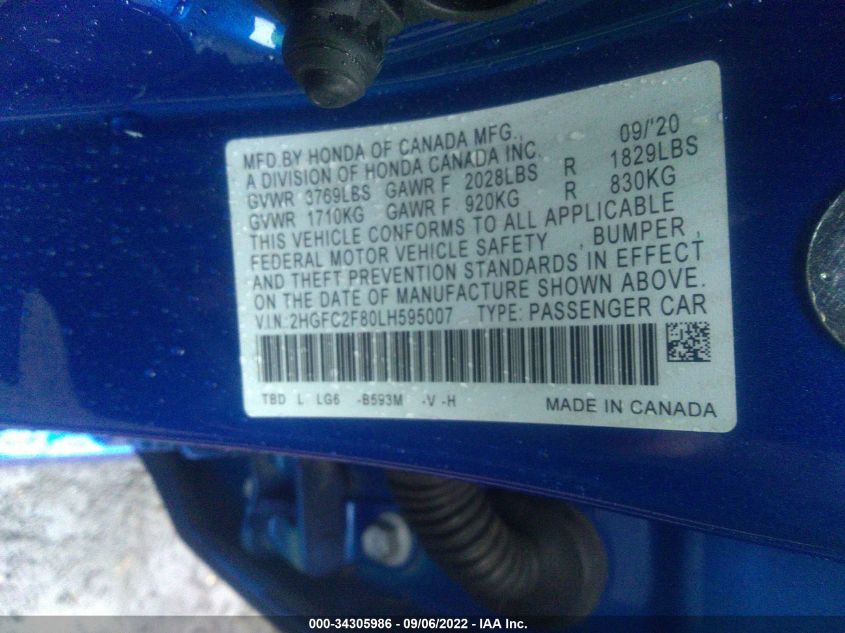 MFD.BY HONDA OF CANADA MFG., 09/'20
A DIVISION OF HONDA CANADA INC.
GVWR 3769LBS GAWR F 2028LBS R 1829LBS
GVWR 1710KG GAWR F. 920KG R 830KG
THIS VEHICLE CONFORMS TO ALL APPLICABLE
FEDERAL MOTOR VEHICLE SAFETY , BUMPER,
AND THEFT PREVENTION STANDARDS IN EFFECT
ON THE DATE OF MANUFACTURE SHOWN ABOVE.
V.I.N:2HGFC2F80LH595007 TYPE: PASSENGER CAR
TBD L LG6 -B593M -V -H MADE IN CANADA
000-34305986 - 09/06/2022 - IAA Inc.